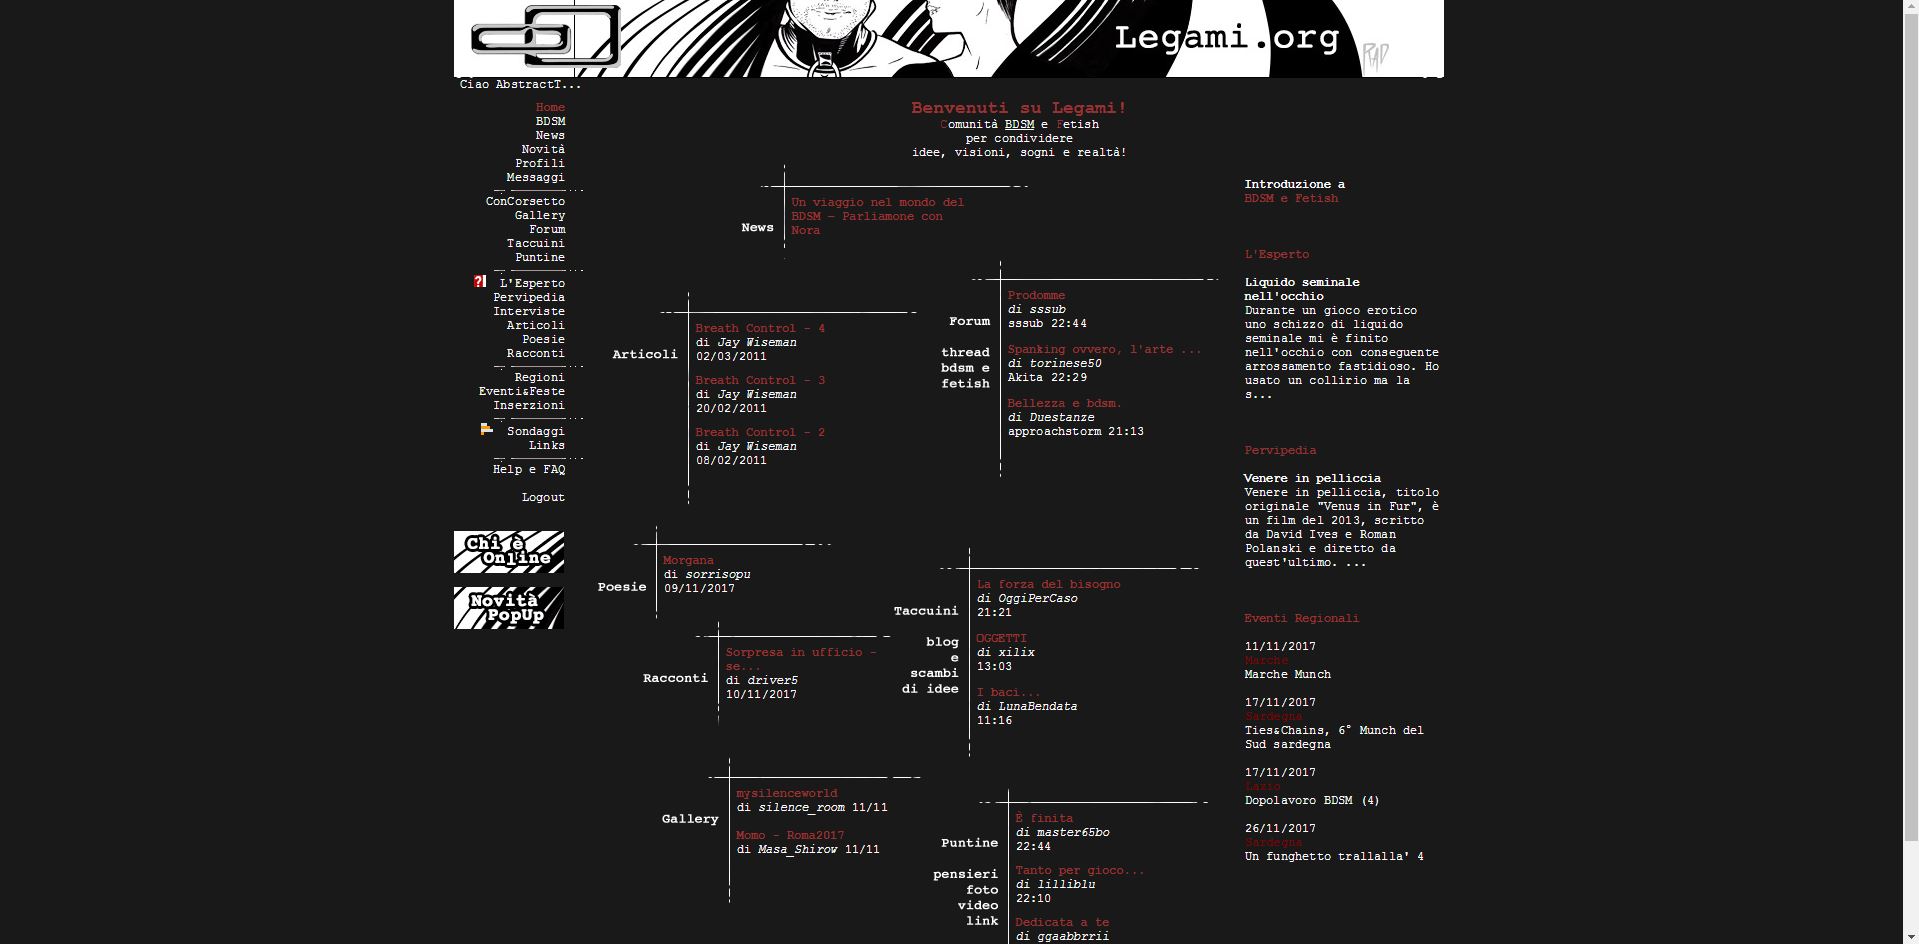 Legami.org
RAD
Ciao AbstractT...
Home
BDSM
News
Novità
Profili
Messaggi
ConCorsetto
Gallery
Forum
Taccuini
Puntine
L'Esperto
Pervipedia
Interviste
Articoli
Poesie
Racconti
Regioni
Eventi&Feste
Inserzioni
Sondaggi
Links
Help e FAQ
Logout
Chi è
Online
Novità
PopUp
Benvenuti su Legami!
Comunità BDSM e Fetish
per condividere
idee, visioni, sogni e realtà!
News
Un viaggio nel mondo del
BDSM - Parliamone con
Nora
Articoli
Breath Control - 4
di Jay Wiseman
02/03/2011
Breath Control - 3
di Jay Wiseman
20/02/2011
Breath Control - 2
di Jay Wiseman
08/02/2011
Forum
thread
bdsm e
fetish
Prodomme
di sssub
sssub 22:44
Spanking ovvero, l'arte ...
di torinese50
Akita 22:29
Bellezza e bdsm.
di Duestanze
approachstorm 21:13
Poesie
Morgana
di sorrisopu
09/11/2017
Racconti
Sorpresa in ufficio -
se...
di driver5
10/11/2017
Taccuini
blog
e
scambi
di idee
La forza del bisogno
di OggiPerCaso
21:21
OGGETTI
di xilix
13:03
I baci...
di LunaBendata
11:16
Gallery
mysilenceworld
di silence_room 11/11
Momo - Roma2017
di Masa_Shirow 11/11
Puntine
pensieri
foto
video
link
È finita
di master65bo
22:44
Tanto per gioco...
di lilliblu
22:10
Dedicata a te
di ggaabbrrii
Introduzione a
BDSM e Fetish
L'Esperto
Liquido seminale
nell'occhio
Durante un gioco erotico
uno schizzo di liquido
seminale mi è finito
nell'occhio con conseguente
arrossamento fastidioso. Ho
usato un collirio ma la
s...
Pervipedia
Venere in pelliccia
Venere in pelliccia, titolo
originale "Venus in Fur", è
un film del 2013, scritto
da David Ives e Roman
Polanski e diretto da
quest'ultimo. ...
Eventi Regionali
11/11/2017
Marche
Marche Munch
17/11/2017
Sardegna
Ties&Chains, 6° Munch del
Sud sardegna
17/11/2017
Lazio
Dopolavoro BDSM (4)
26/11/2017
Sardegna
Un funghetto trallalla' 4